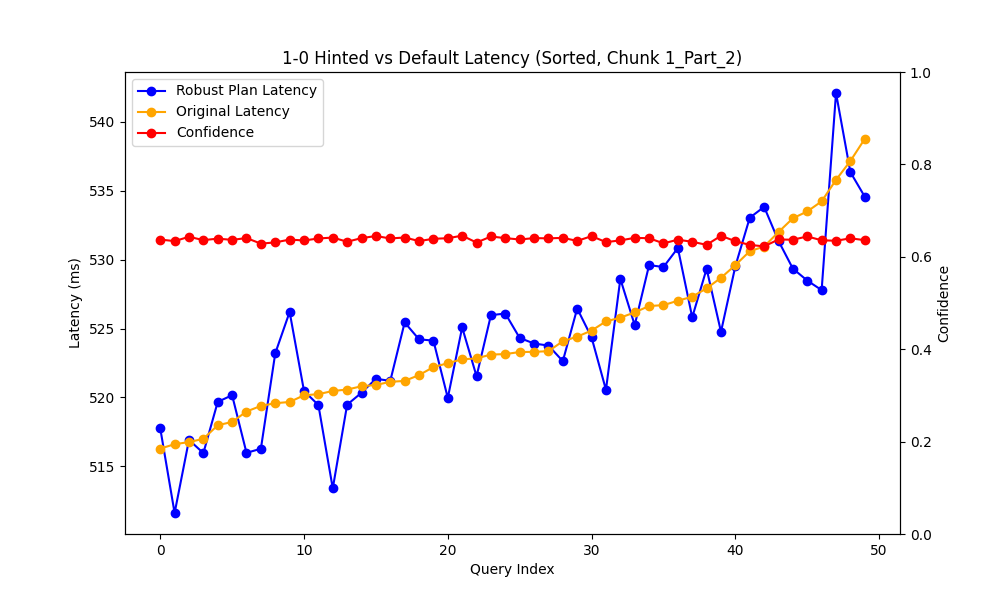 1-0 Hinted vs Default Latency (Sorted, Chunk 1_Part_2)
Robust Plan Latency
Original Latency
Confidence
540
535
530
525
520
515
Latency (ms)
1.0
0.8
0.6
0.4
0.2
0.0
Confidence
0 10 20 30 40 50
Query Index